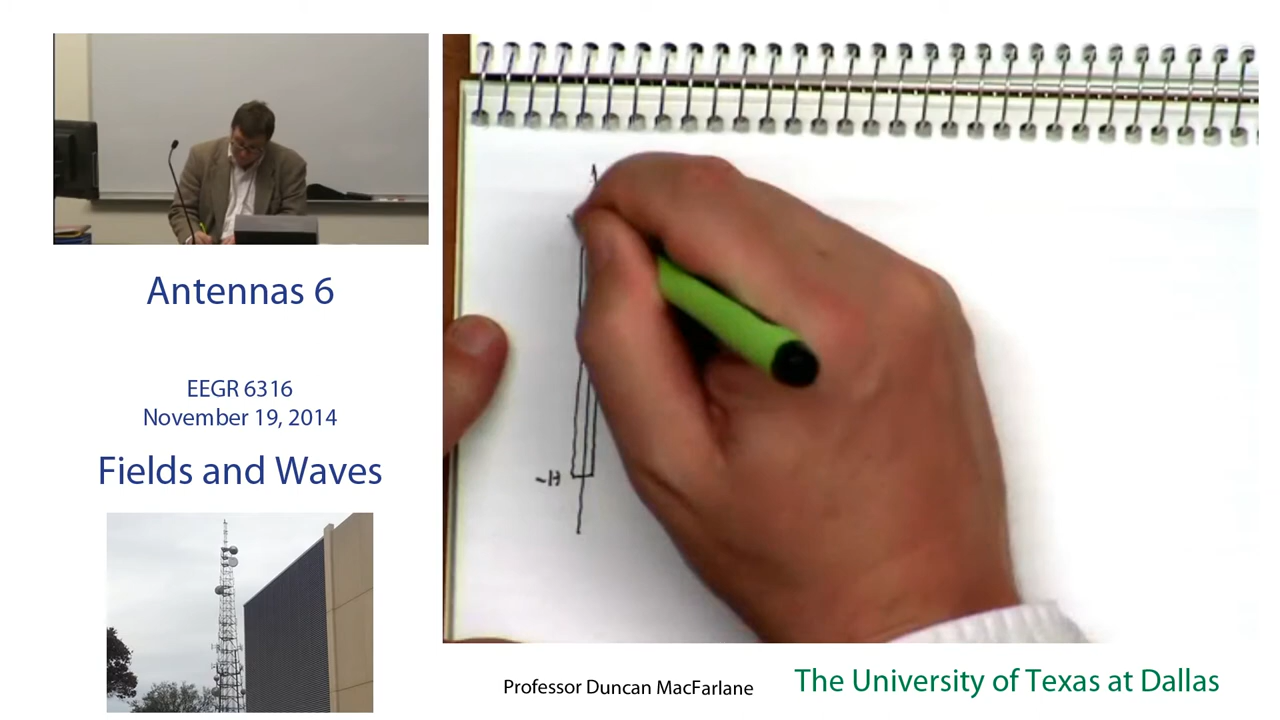 Antennas 6
EEGR 6316
November 19, 2014
Fields and Waves
-H
Professor Duncan MacFarlane
The University of Texas at Dallas